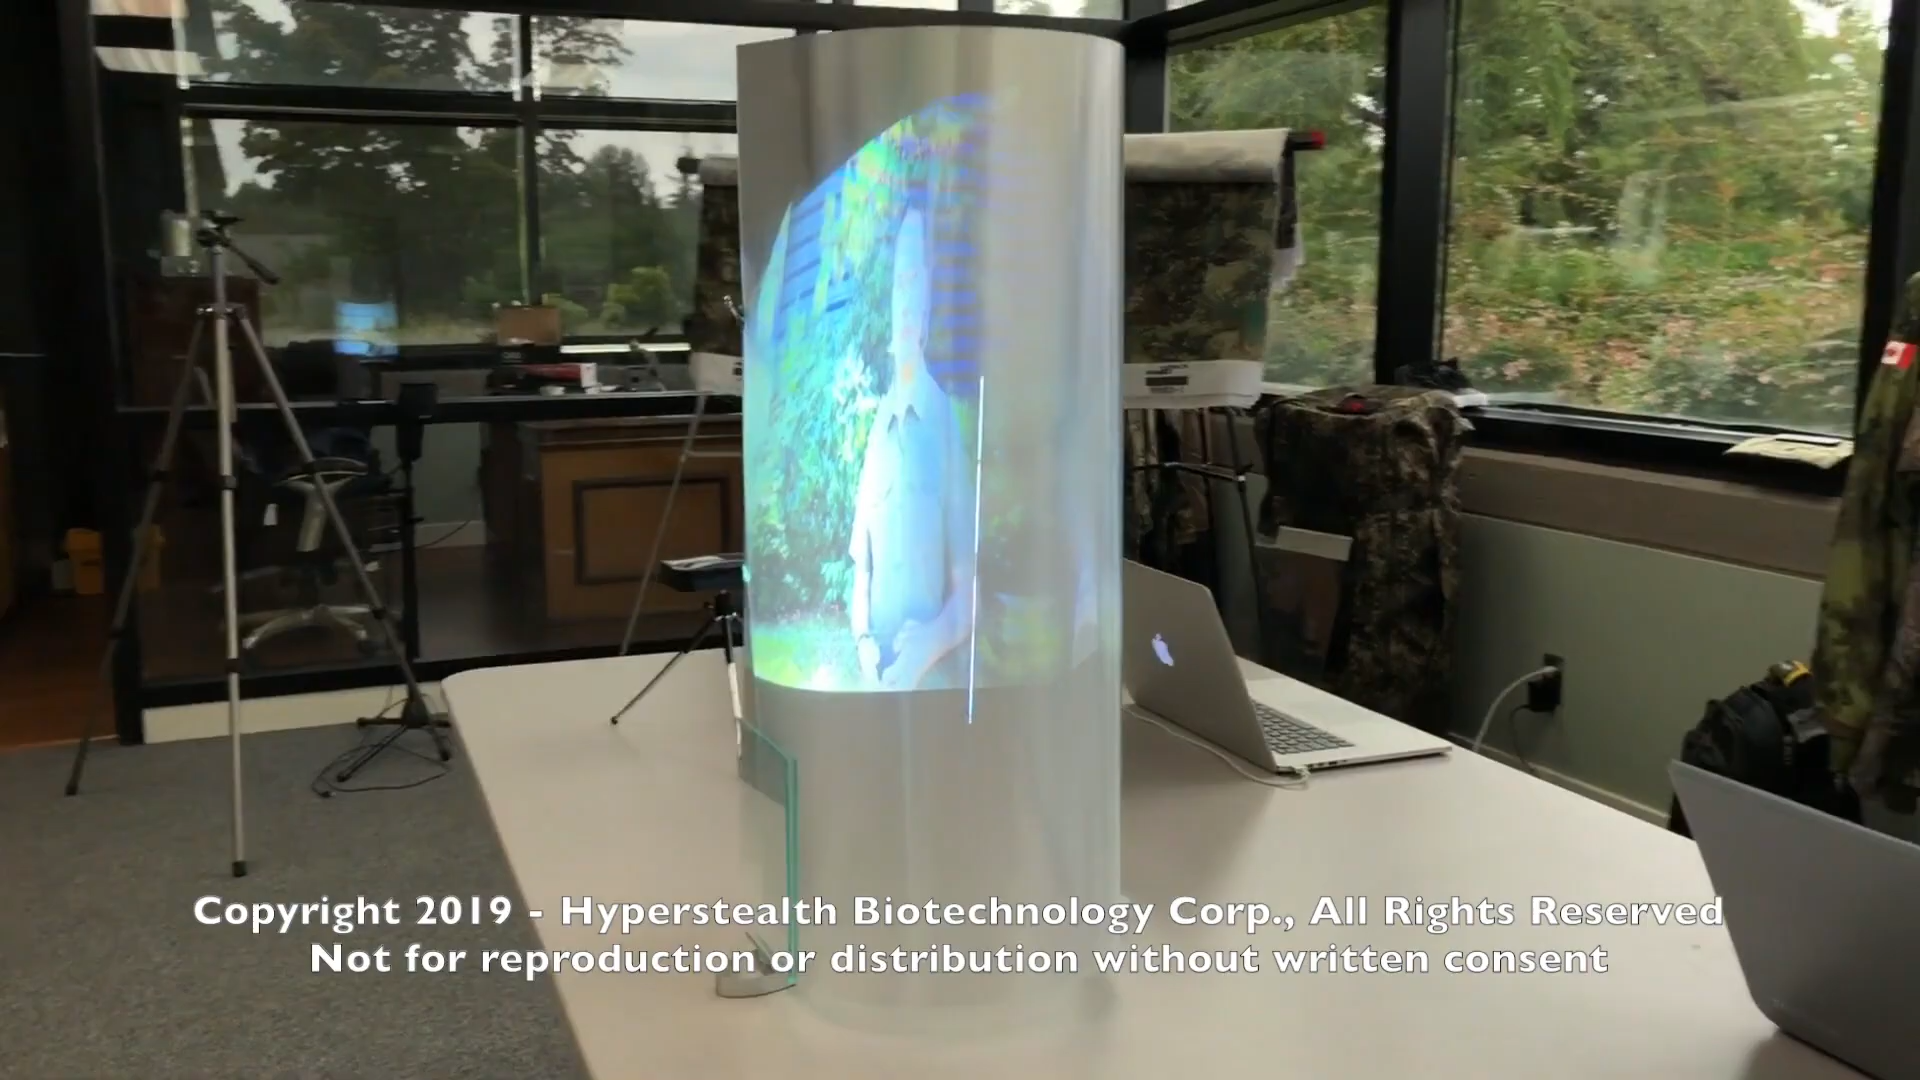 Copyright 2019 - Hyperstealth Biotechnology Corp., All Rights Reserved
Not for reproduction or distribution without written consent